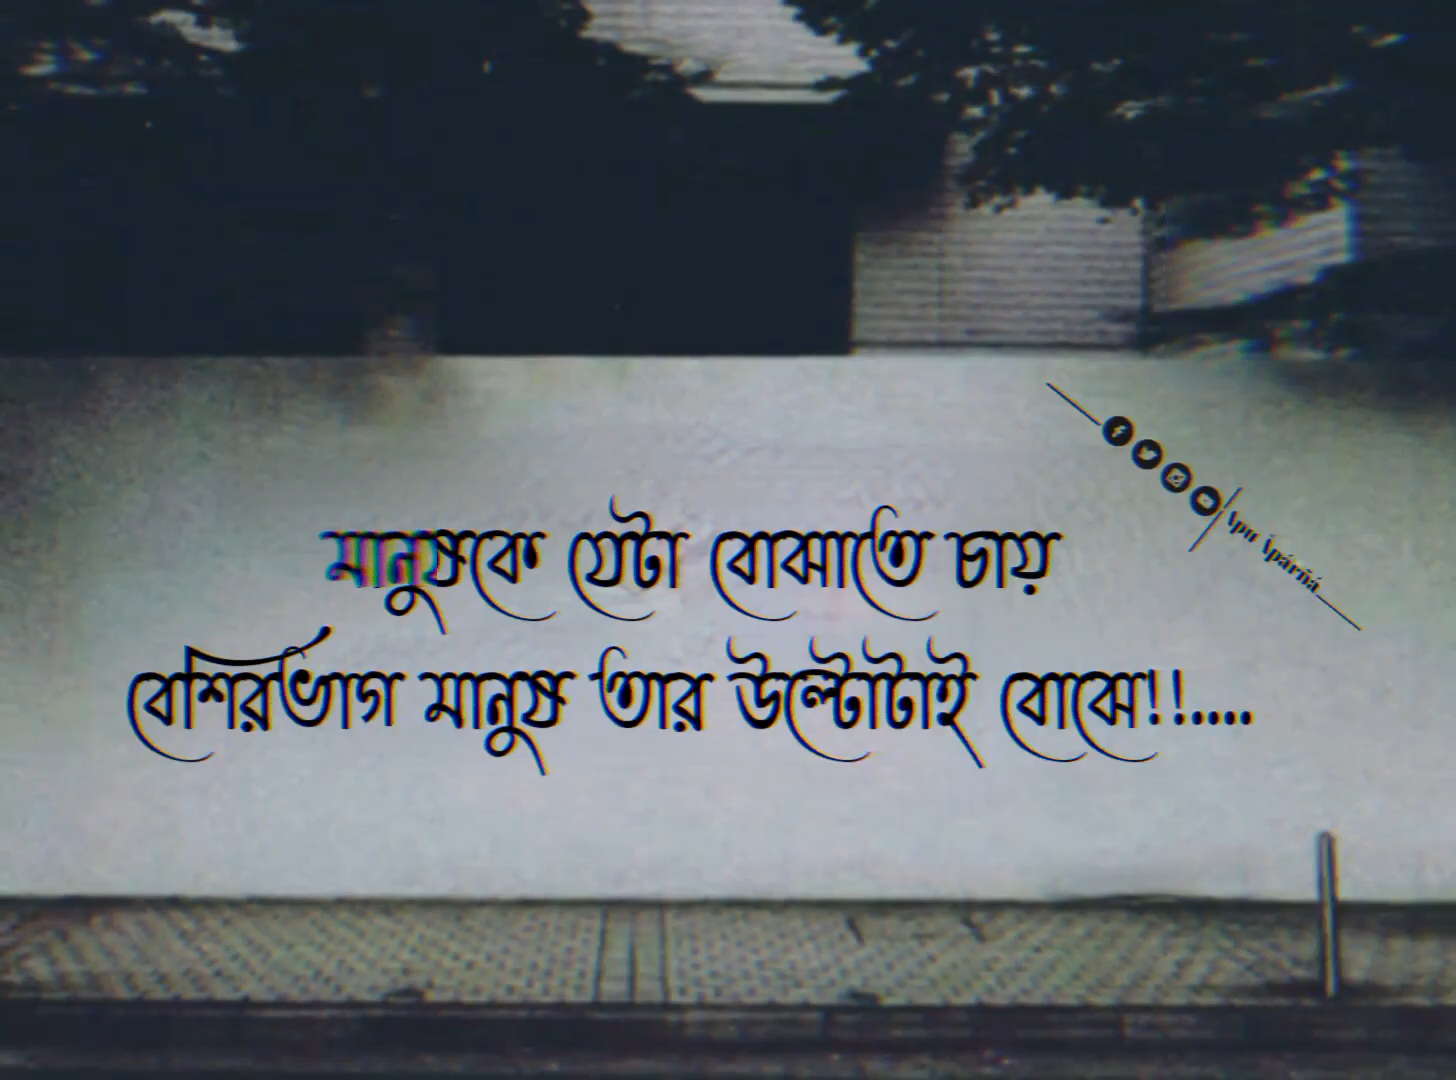 মানুষকে যেটা বোঝাতে চায়
বেশিরভাগ মানুষ তার উল্টোটাই বোঝে!!....